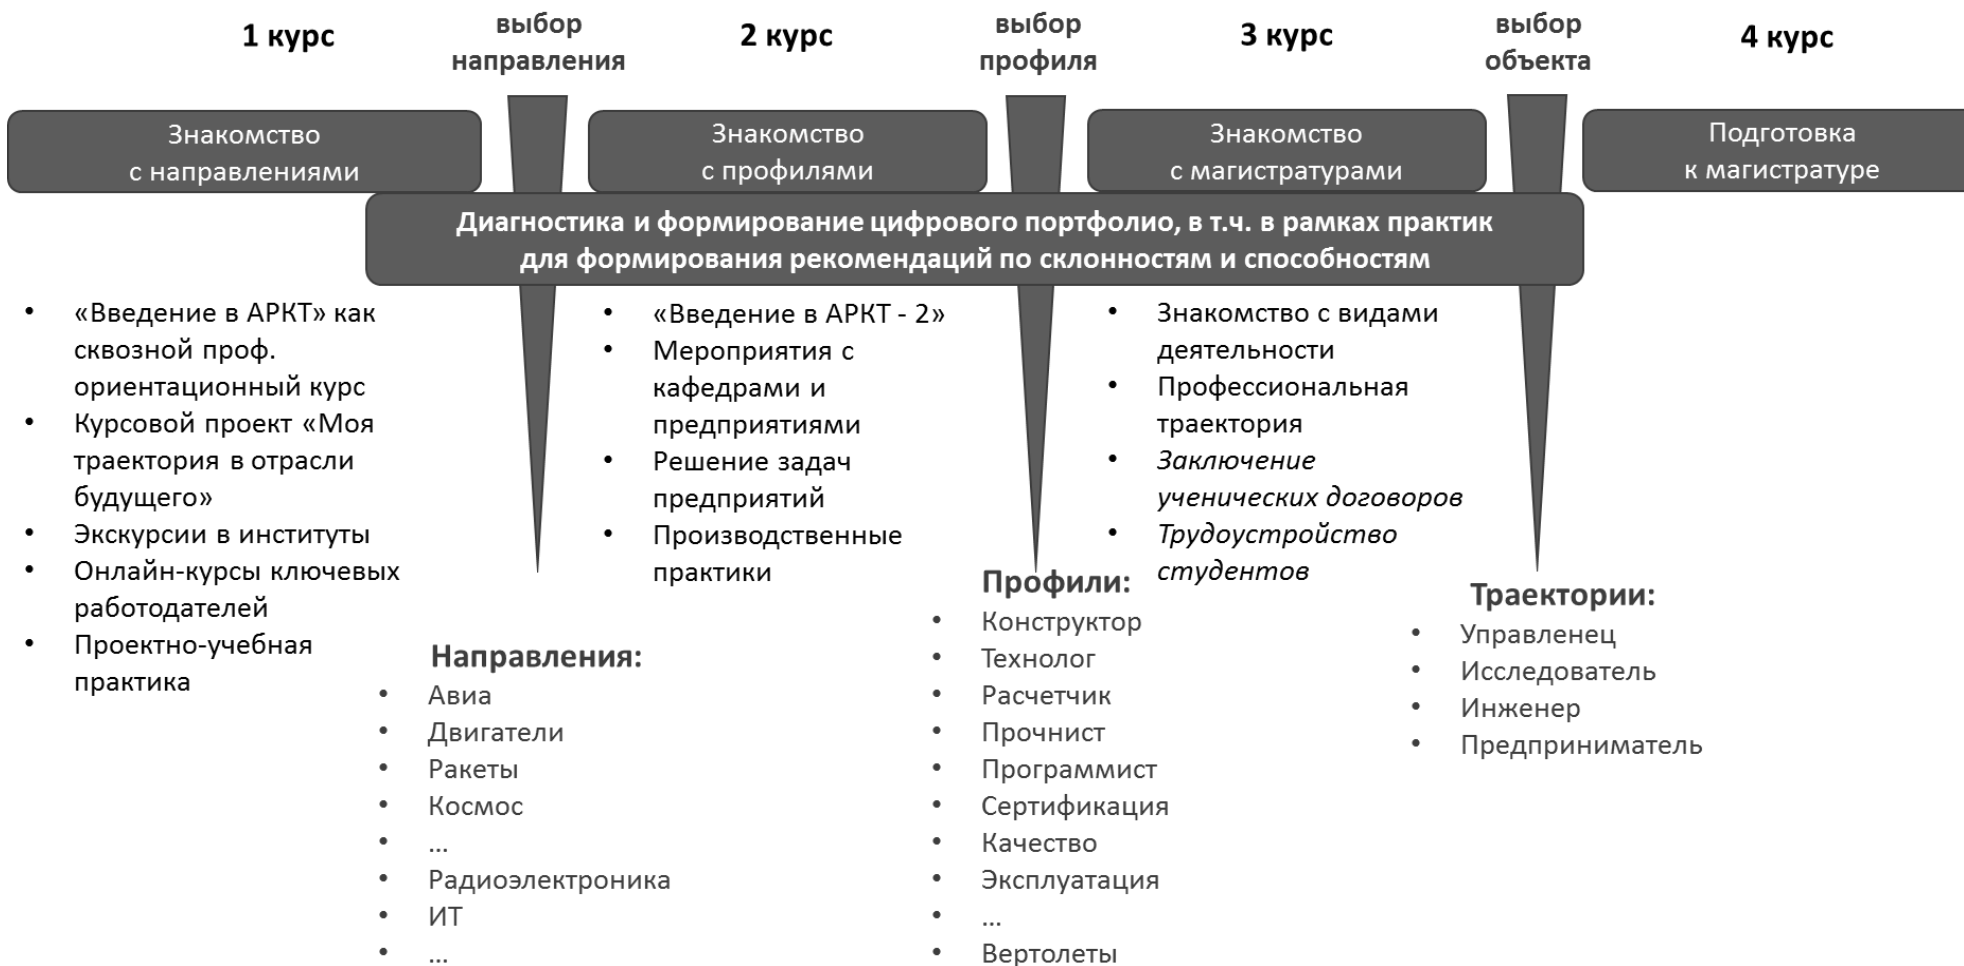 1 курс
выбор
направления
2 курс
выбор
профиля
3 курс
выбор
объекта
4 курс
Знакомство
с направлениями
Знакомство
с профилями
Знакомство
с магистратурами
Подготовка
к магистратуре
Диагностика и формирование цифрового портфолио, в т.ч. в рамках практик
для формирования рекомендаций по склонностям и способностям
• «Введение в АРКТ» как
сквозной проф.
ориентационный курс
• Курсовой проект «Моя
траектория в отрасли
будущего»
• Экскурсии в институты
• Онлайн-курсы ключевых
работодателей
• Проектно-учебная
практика
Направления:
• Авиа
• Двигатели
• Ракеты
• Космос
• ...
• Радиоэлектроника
• ИТ
• ...
• «Введение в АРКТ - 2»
• Мероприятия с
кафедрами и
предприятиями
• Решение задач
предприятий
• Производственные
практики
Профили:
• Конструктор
• Технолог
• Расчетчик
• Прочнист
• Программист
• Сертификация
• Качество
• Эксплуатация
• ...
• Вертолеты
• Знакомство с видами
деятельности
• Профессиональная
траектория
• Заключение
ученических договоров
• Трудоустройство
студентов
Траектории:
• Управленец
• Исследователь
• Инженер
• Предприниматель